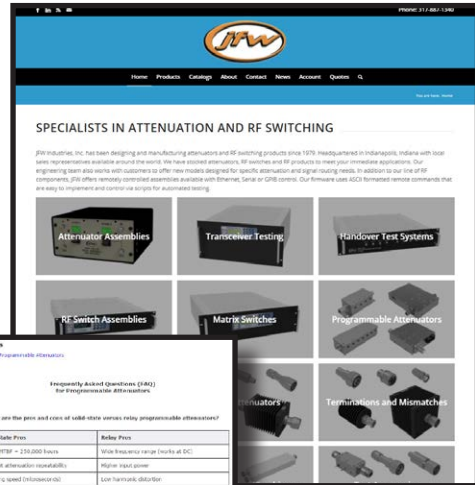 Phone: 317-887-1340
jfw
Home Products Catalogs About Contact News Account Quotes
You are here: Home
SPECIALISTS IN ATTENUATION AND RF SWITCHING
JFW Industries, Inc. has been designing and manufacturing attenuators and RF switching products since 1979. Headquartered in Indianapolis, Indiana with local
sales representatives available around the world. We have stocked attenuators, RF switches and RF products to meet your immediate applications. Our
engineering team also works with customers to offer new models designed for specific attenuation and signal routing needs. In addition to our line of RF
components, JFW offers remotely controlled assemblies available with Ethernet, Serial or GPIB control. Our firmware uses ASCII formatted remote commands that
are easy to implement and control via scripts for automated testing.
Attenuator Assemblies
Transceiver Testing
Handover Test Systems
RF Switch Assemblies
Matrix Switches
Programmable Attenuators
Programmable Attenuators
Frequently Asked Questions (FAQ)
for Programmable Attenuators
are the pros and cons of solid-state versus relay programmable attenuators?
State Pros
Relay Pros
MTBF = 250,000 hours
Wide frequency range (works at DC)
attenuation repeatability
Higher input power
speed (microseconds)
Low harmonic distortion
Terminations and Mismatches